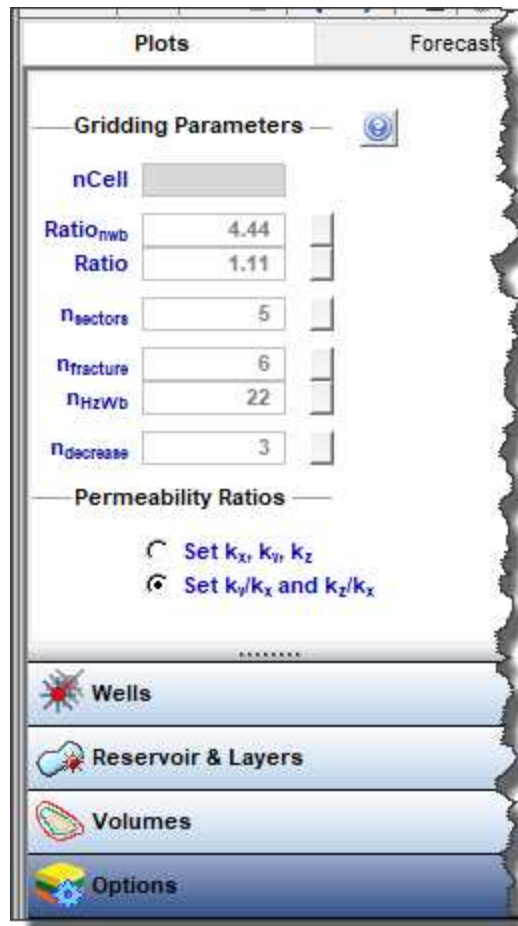 Plots Forecast
Gridding Parameters
nCell
Rationwb 4.44
Ratio 1.11
nsectors 5
nfracture 6
nHzWb 22
ndecrease 3
Permeability Ratios
Set kx, ky, kz
Set ky/kx and kz/kx
Wells
Reservoir & Layers
Volumes
Options